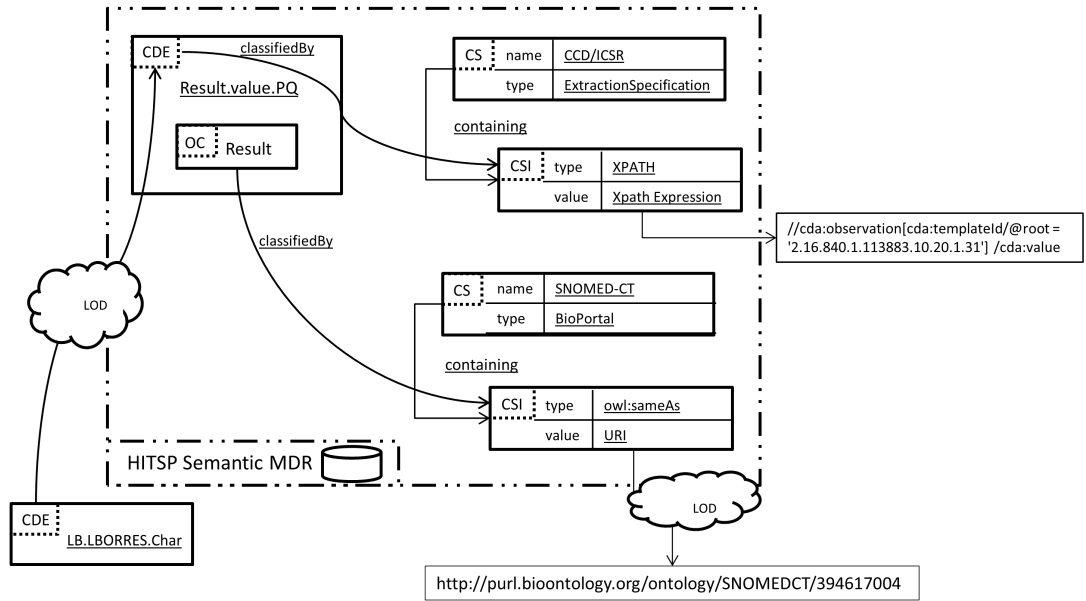 CDE
classifiedBy
Result.value.PQ
OC
Result
CS
name
CCD/ICSR
type
ExtractionSpecification
containing
CSI
type
XPATH
value
Xpath Expression
//cda:observation[cda:templateId/@root =
'2.16.840.1.113883.10.20.1.31'] /cda:value
classifiedBy
LOD
CS
name
SNOMED-CT
type
BioPortal
containing
CSI
type
owl:sameAs
value
URI
HITSP Semantic MDR
LOD
CDE
LB.LBORRES.Char
http://purl.bioontology.org/ontology/SNOMEDCT/394617004